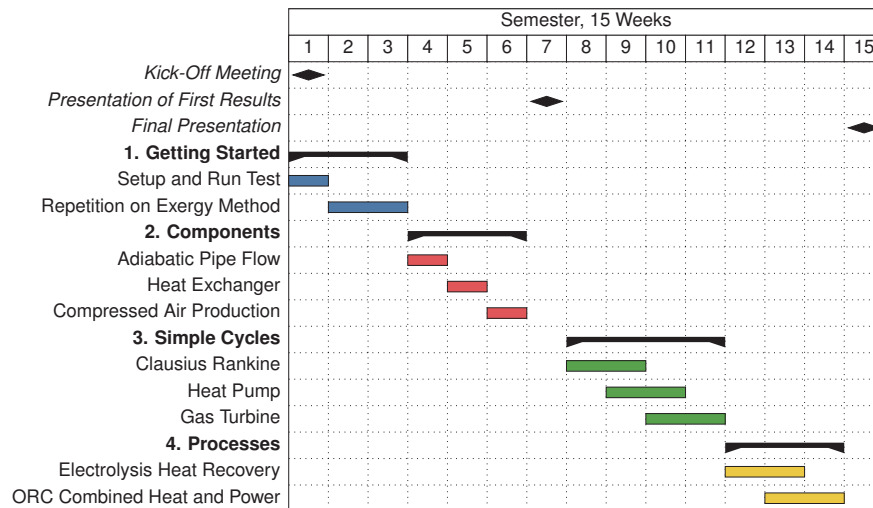 Semester, 15 Weeks
1 2 3 4 5 6 7 8 9 10 11 12 13 14 15
Kick-Off Meeting
Presentation of First Results
Final Presentation
1. Getting Started
Setup and Run Test
Repetition on Exergy Method
2. Components
Adiabatic Pipe Flow
Heat Exchanger
Compressed Air Production
3. Simple Cycles
Clausius Rankine
Heat Pump
Gas Turbine
4. Processes
Electrolysis Heat Recovery
ORC Combined Heat and Power